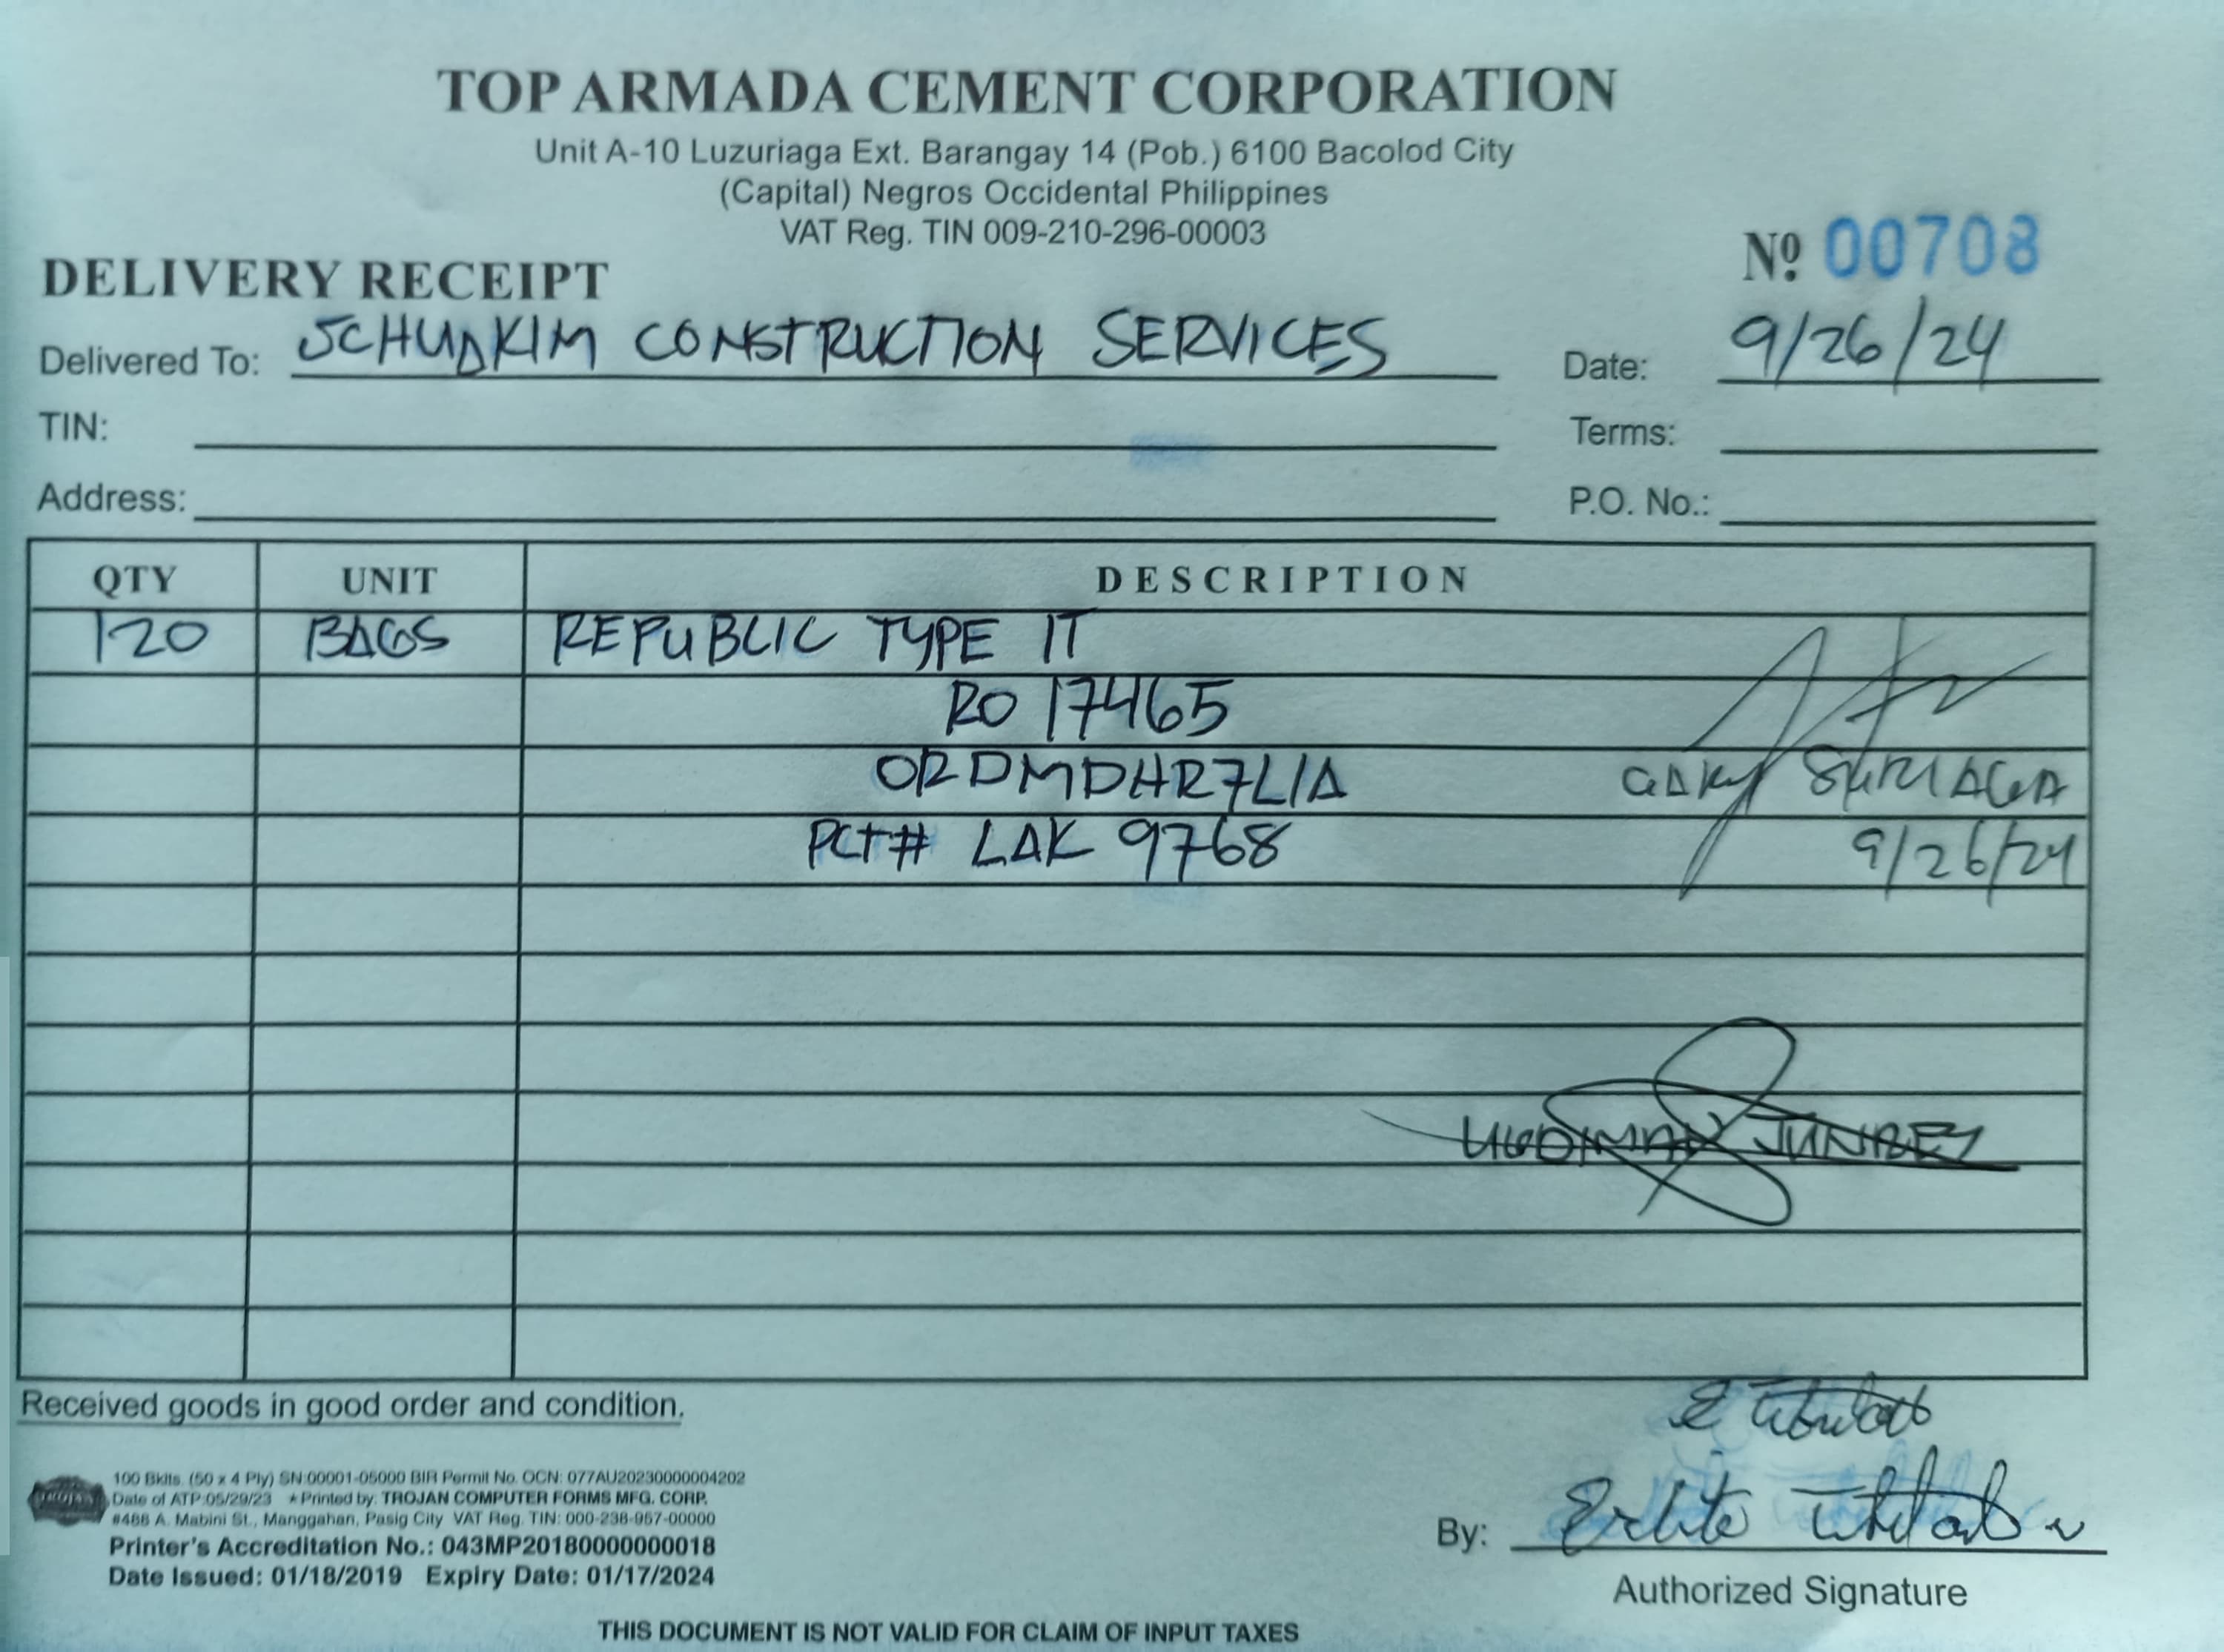 TOP ARMADA CEMENT CORPORATION
Unit A-10 Luzuriaga Ext. Barangay 14 (Pob.) 6100 Bacolod City
(Capital) Negros Occidental Philippines
VAT Reg. TIN 009-210-296-00003
DELIVERY RECEIPT
Nº 00708
Delivered To: SCHUDKIM CONSTRUCTION SERVICES Date: 9/26/24
TIN: Terms:
Address: P.O. No.:
QTY UNIT DESCRIPTION
120 BAGS REPUBLIC TYPE IT
RO 17465
ORDMDHR7L1A
GARY SURIAGA
PCT# LAK 9768
9/26/24
JUNREY
Received goods in good order and condition.
100 Bklts. (50 x 4 Ply) SN:00001-05000 BIR Permit No. OCN: 077AU20230000004202
Date of ATP:05/29/23 ★Printed by: TROJAN COMPUTER FORMS MFG. CORP.
#488 A. Mabini St., Manggahan, Pasig City VAT Reg. TIN: 000-238-957-00000
Printer's Accreditation No.: 043MP20180000000018
Date Issued: 01/18/2019 Expiry Date: 01/17/2024
By:
Authorized Signature
THIS DOCUMENT IS NOT VALID FOR CLAIM OF INPUT TAXES